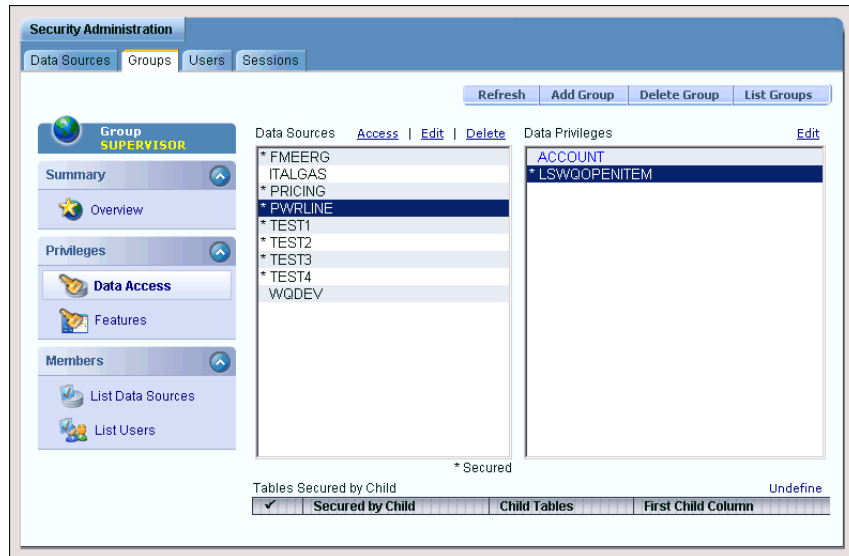 Security Administration
Data Sources Groups Users Sessions
Refresh Add Group Delete Group List Groups
Group
SUPERVISOR
Summary
Overview
Privileges
Data Access
Features
Members
List Data Sources
List Users
Data Sources Access | Edit | Delete
* FMEERG
ITALGAS
* PRICING
* PWRLINE
* TEST1
* TEST2
* TEST3
* TEST4
WQDEV
* Secured
Data Privileges Edit
ACCOUNT
* LSWQOPENITEM
Tables Secured by Child Undefine
✔ Secured by Child Child Tables First Child Column